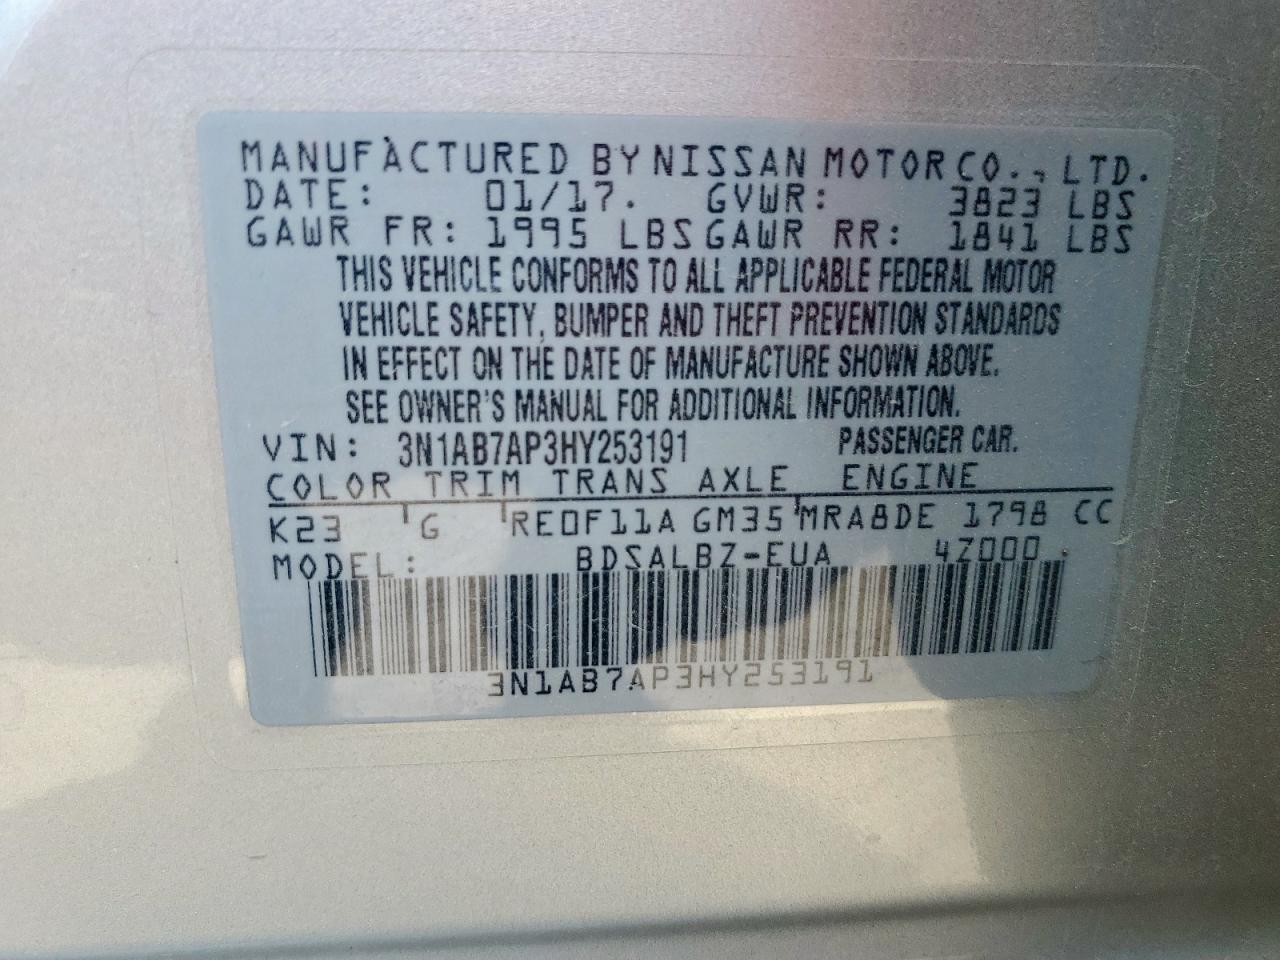 MANUFACTURED BY NISSAN MOTOR CO., LTD.
DATE: 01/17. GVWR: 3823 LBS
GAWR FR: 1995 LBS GAWR RR: 1841 LBS
THIS VEHICLE CONFORMS TO ALL APPLICABLE FEDERAL MOTOR
VEHICLE SAFETY, BUMPER AND THEFT PREVENTION STANDARDS
IN EFFECT ON THE DATE OF MANUFACTURE SHOWN ABOVE.
SEE OWNER'S MANUAL FOR ADDITIONAL INFORMATION.
VIN: 3N1AB7AP3HY253191 PASSENGER CAR.
COLOR TRIM TRANS AXLE ENGINE
K23 G RE0F11A GM35 MRA8DE 1798 CC
MODEL: BDSALBZ-EUA 4Z000
3N1AB7AP3HY253191